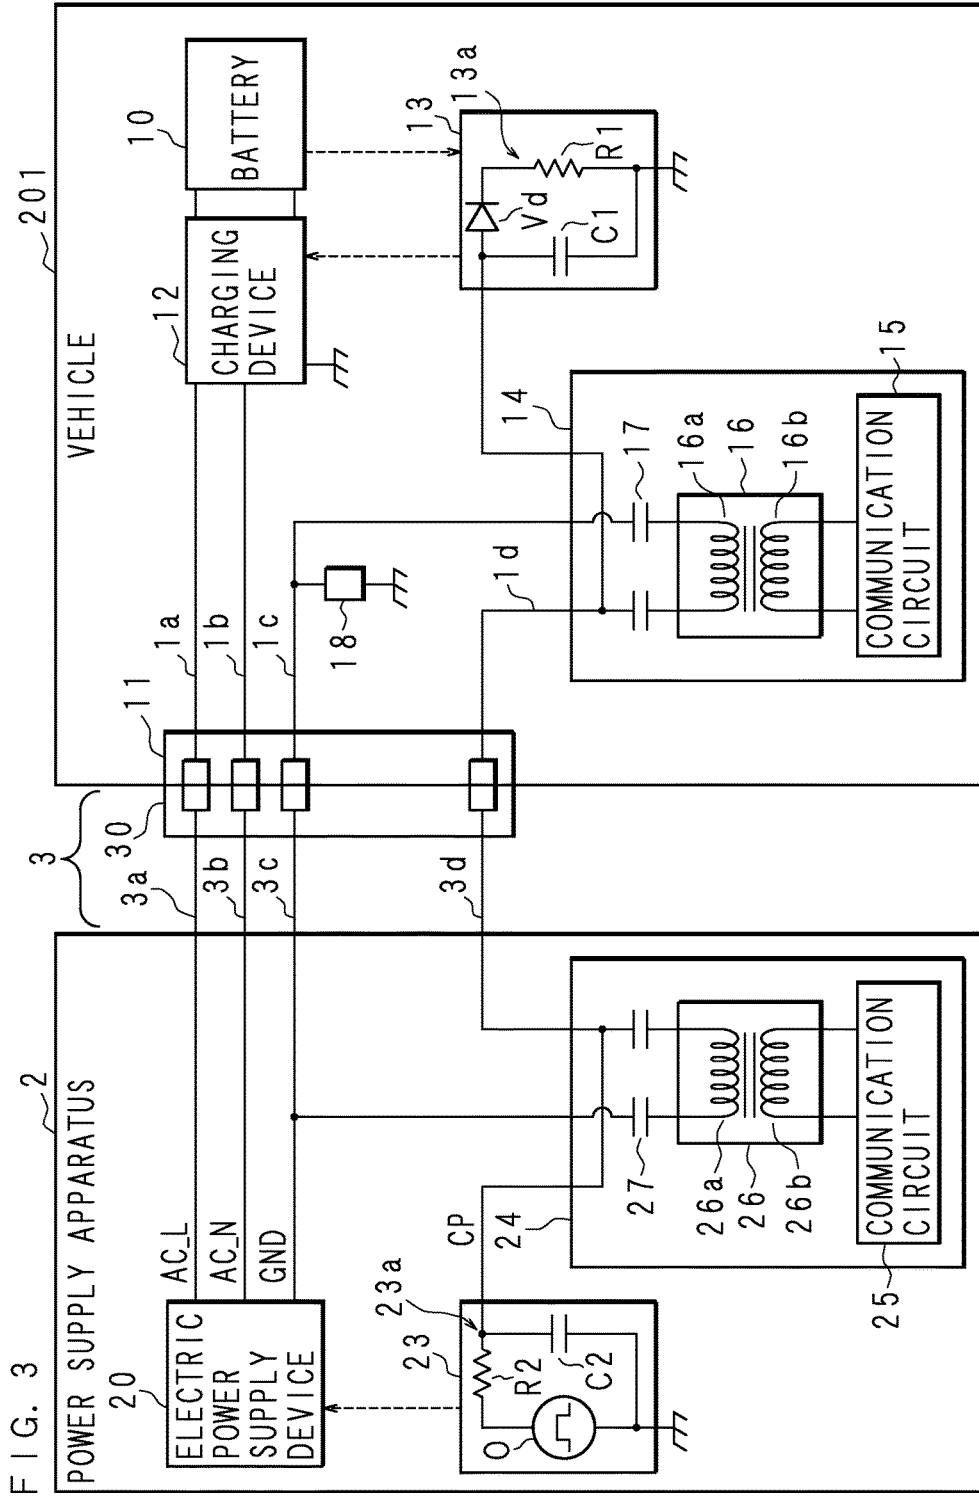 FIG. 3
POWER SUPPLY APPARATUS
2
3
VEHICLE
201
20
ELECTRIC
POWER
SUPPLY
DEVICE
AC_L
AC_N
GND
3a
3b
3c
3d
30
11
1a
1b
1c
1d
18
12
CHARGING
DEVICE
10
BATTERY
23
23a
R2
O
C2
CP
24
27
26a
26
26b
25
COMMUNICATION
CIRCUIT
14
17
16a
16
16b
15
COMMUNICATION
CIRCUIT
13
13a
Vd
R1
C1